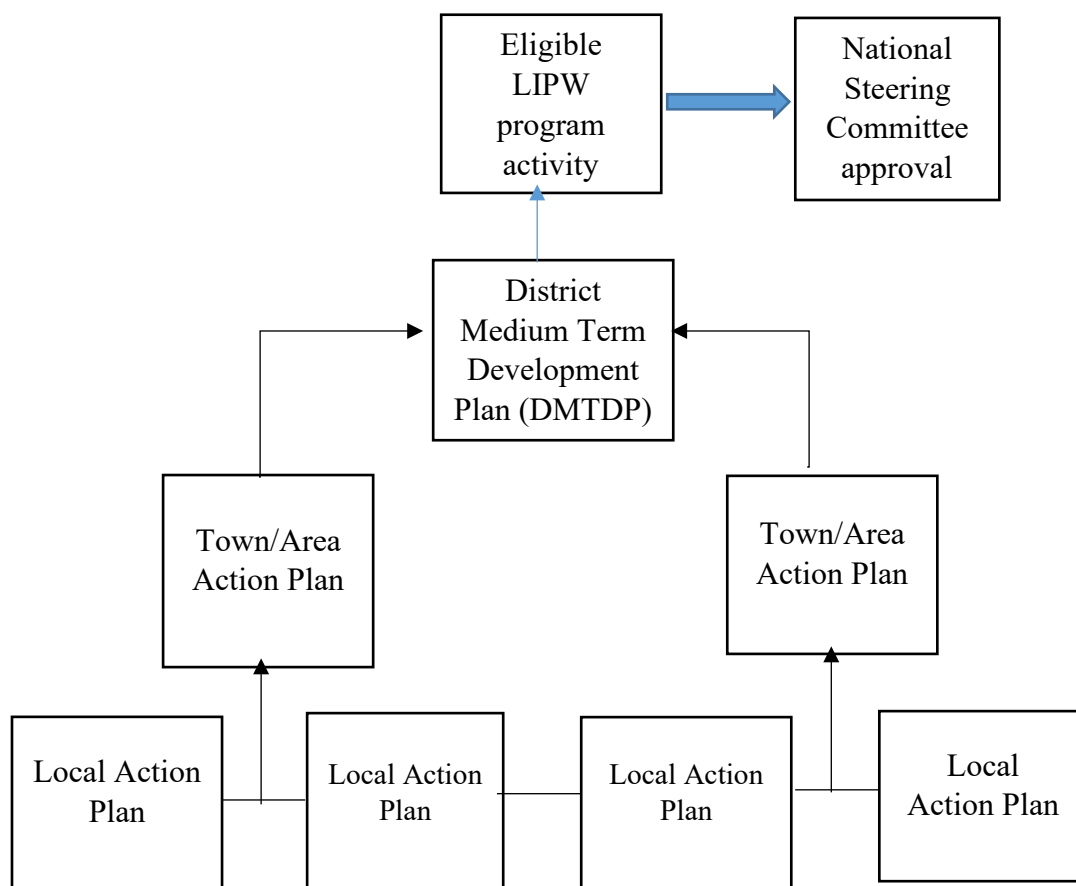 Eligible
LIPW
program
activity
National
Steering
Committee
approval
District
Medium Term
Development
Plan (DMTDP)
Town/Area
Action Plan
Town/Area
Action Plan
Local Action
Plan
Local Action
Plan
Local Action
Plan
Local
Action Plan